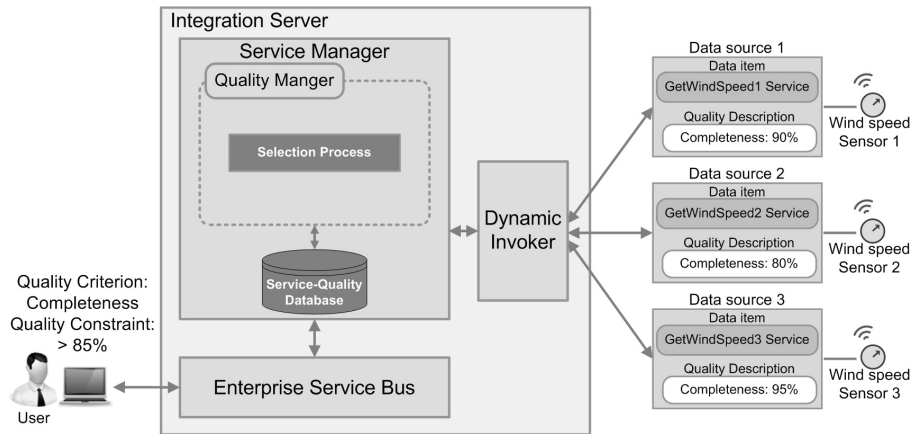 Integration Server
Service Manager
Quality Manger
Selection Process
Service-Quality
Database
Dynamic
Invoker
Enterprise Service Bus
Quality Criterion:
Completeness
Quality Constraint:
> 85%
User
Data source 1
Data item
GetWindSpeed1 Service
Quality Description
Completeness: 90%
Wind speed
Sensor 1
Data source 2
Data item
GetWindSpeed2 Service
Quality Description
Completeness: 80%
Wind speed
Sensor 2
Data source 3
Data item
GetWindSpeed3 Service
Quality Description
Completeness: 95%
Wind speed
Sensor 3